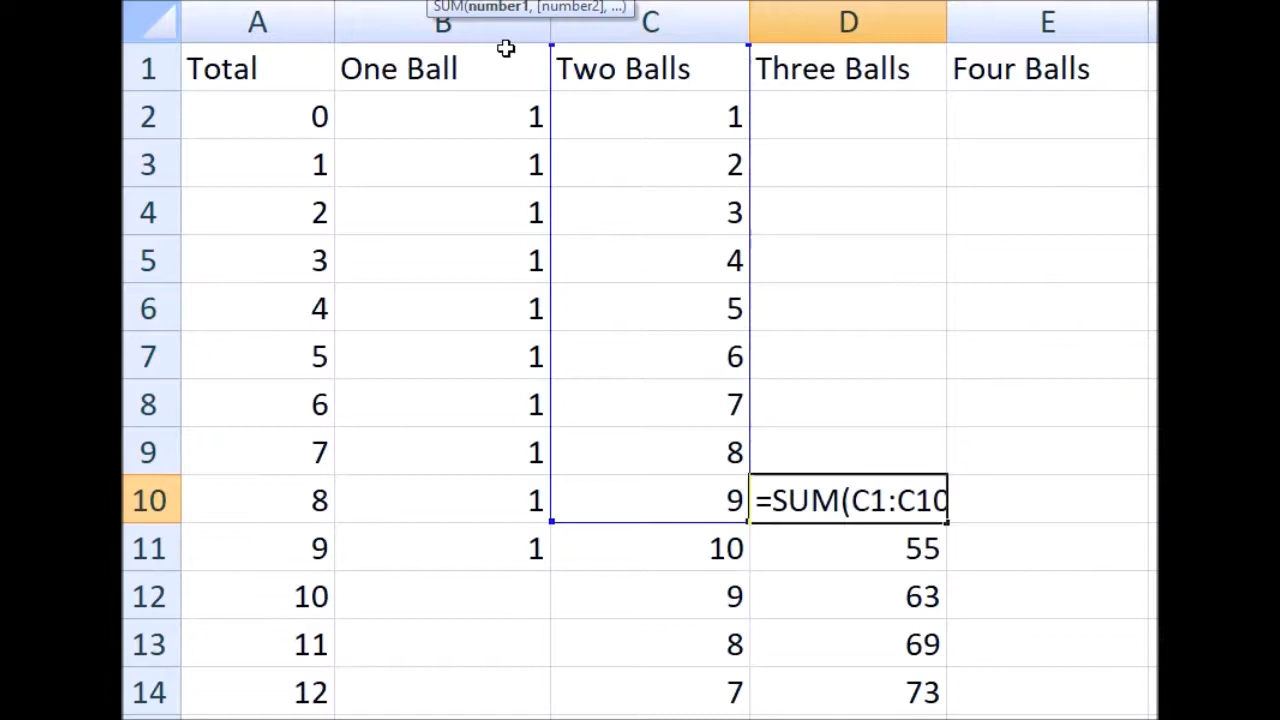 SUM(number1, [number2], ...)
A B C D E
1 Total One Ball Two Balls Three Balls Four Balls
2 0 1 1
3 1 1 2
4 2 1 3
5 3 1 4
6 4 1 5
7 5 1 6
8 6 1 7
9 7 1 8
10 8 1 9 =SUM(C1:C10
11 9 1 10 55
12 10 9 63
13 11 8 69
14 12 7 73